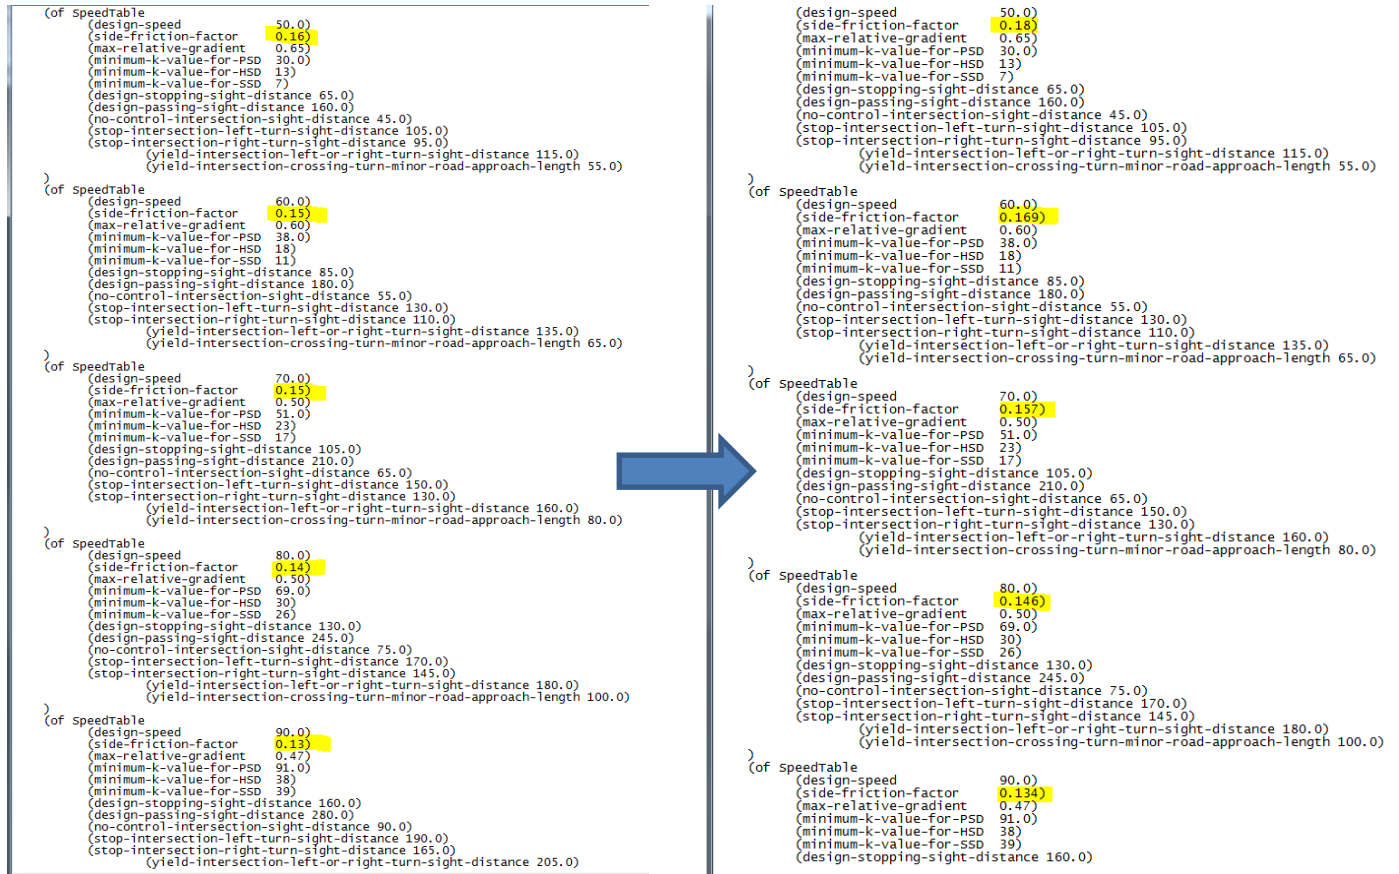 (of SpeedTable
(design-speed 50.0)
(side-friction-factor 0.16)
(max-relative-gradient 0.65)
(minimum-k-value-for-PSD 30.0)
(minimum-k-value-for-HSD 13)
(minimum-k-value-for-SSD 7)
(design-stopping-sight-distance 65.0)
(design-passing-sight-distance 160.0)
(no-control-intersection-sight-distance 45.0)
(stop-intersection-left-turn-sight-distance 105.0)
(stop-intersection-right-turn-sight-distance 95.0)
(yield-intersection-left-or-right-turn-sight-distance 115.0)
(yield-intersection-crossing-turn-minor-road-approach-length 55.0)
)
(of SpeedTable
(design-speed 60.0)
(side-friction-factor 0.15)
(max-relative-gradient 0.60)
(minimum-k-value-for-PSD 38.0)
(minimum-k-value-for-HSD 18)
(minimum-k-value-for-SSD 11)
(design-stopping-sight-distance 85.0)
(design-passing-sight-distance 180.0)
(no-control-intersection-sight-distance 55.0)
(stop-intersection-left-turn-sight-distance 130.0)
(stop-intersection-right-turn-sight-distance 110.0)
(yield-intersection-left-or-right-turn-sight-distance 135.0)
(yield-intersection-crossing-turn-minor-road-approach-length 65.0)
)
(of SpeedTable
(design-speed 70.0)
(side-friction-factor 0.15)
(max-relative-gradient 0.50)
(minimum-k-value-for-PSD 51.0)
(minimum-k-value-for-HSD 23)
(minimum-k-value-for-SSD 17)
(design-stopping-sight-distance 105.0)
(design-passing-sight-distance 210.0)
(no-control-intersection-sight-distance 65.0)
(stop-intersection-left-turn-sight-distance 150.0)
(stop-intersection-right-turn-sight-distance 130.0)
(yield-intersection-left-or-right-turn-sight-distance 160.0)
(yield-intersection-crossing-turn-minor-road-approach-length 80.0)
)
(of SpeedTable
(design-speed 80.0)
(side-friction-factor 0.14)
(max-relative-gradient 0.50)
(minimum-k-value-for-PSD 69.0)
(minimum-k-value-for-HSD 30)
(minimum-k-value-for-SSD 26)
(design-stopping-sight-distance 130.0)
(design-passing-sight-distance 245.0)
(no-control-intersection-sight-distance 75.0)
(stop-intersection-left-turn-sight-distance 170.0)
(stop-intersection-right-turn-sight-distance 145.0)
(yield-intersection-left-or-right-turn-sight-distance 180.0)
(yield-intersection-crossing-turn-minor-road-approach-length 100.0)
)
(of SpeedTable
(design-speed 90.0)
(side-friction-factor 0.13)
(max-relative-gradient 0.47)
(minimum-k-value-for-PSD 91.0)
(minimum-k-value-for-HSD 38)
(minimum-k-value-for-SSD 39)
(design-stopping-sight-distance 160.0)
(design-passing-sight-distance 280.0)
(no-control-intersection-sight-distance 90.0)
(stop-intersection-left-turn-sight-distance 190.0)
(stop-intersection-right-turn-sight-distance 165.0)
(yield-intersection-left-or-right-turn-sight-distance 205.0)
(design-speed 50.0)
(side-friction-factor 0.18)
(max-relative-gradient 0.65)
(minimum-k-value-for-PSD 30.0)
(minimum-k-value-for-HSD 13)
(minimum-k-value-for-SSD 7)
(design-stopping-sight-distance 65.0)
(design-passing-sight-distance 160.0)
(no-control-intersection-sight-distance 45.0)
(stop-intersection-left-turn-sight-distance 105.0)
(stop-intersection-right-turn-sight-distance 95.0)
(yield-intersection-left-or-right-turn-sight-distance 115.0)
(yield-intersection-crossing-turn-minor-road-approach-length 55.0)
)
(of SpeedTable
(design-speed 60.0)
(side-friction-factor 0.169)
(max-relative-gradient 0.60)
(minimum-k-value-for-PSD 38.0)
(minimum-k-value-for-HSD 18)
(minimum-k-value-for-SSD 11)
(design-stopping-sight-distance 85.0)
(design-passing-sight-distance 180.0)
(no-control-intersection-sight-distance 55.0)
(stop-intersection-left-turn-sight-distance 130.0)
(stop-intersection-right-turn-sight-distance 110.0)
(yield-intersection-left-or-right-turn-sight-distance 135.0)
(yield-intersection-crossing-turn-minor-road-approach-length 65.0)
)
(of SpeedTable
(design-speed 70.0)
(side-friction-factor 0.157)
(max-relative-gradient 0.50)
(minimum-k-value-for-PSD 51.0)
(minimum-k-value-for-HSD 23)
(minimum-k-value-for-SSD 17)
(design-stopping-sight-distance 105.0)
(design-passing-sight-distance 210.0)
(no-control-intersection-sight-distance 65.0)
(stop-intersection-left-turn-sight-distance 150.0)
(stop-intersection-right-turn-sight-distance 130.0)
(yield-intersection-left-or-right-turn-sight-distance 160.0)
(yield-intersection-crossing-turn-minor-road-approach-length 80.0)
)
(of SpeedTable
(design-speed 80.0)
(side-friction-factor 0.146)
(max-relative-gradient 0.50)
(minimum-k-value-for-PSD 69.0)
(minimum-k-value-for-HSD 30)
(minimum-k-value-for-SSD 26)
(design-stopping-sight-distance 130.0)
(design-passing-sight-distance 245.0)
(no-control-intersection-sight-distance 75.0)
(stop-intersection-left-turn-sight-distance 170.0)
(stop-intersection-right-turn-sight-distance 145.0)
(yield-intersection-left-or-right-turn-sight-distance 180.0)
(yield-intersection-crossing-turn-minor-road-approach-length 100.0)
)
(of SpeedTable
(design-speed 90.0)
(side-friction-factor 0.134)
(max-relative-gradient 0.47)
(minimum-k-value-for-PSD 91.0)
(minimum-k-value-for-HSD 38)
(minimum-k-value-for-SSD 39)
(design-stopping-sight-distance 160.0)